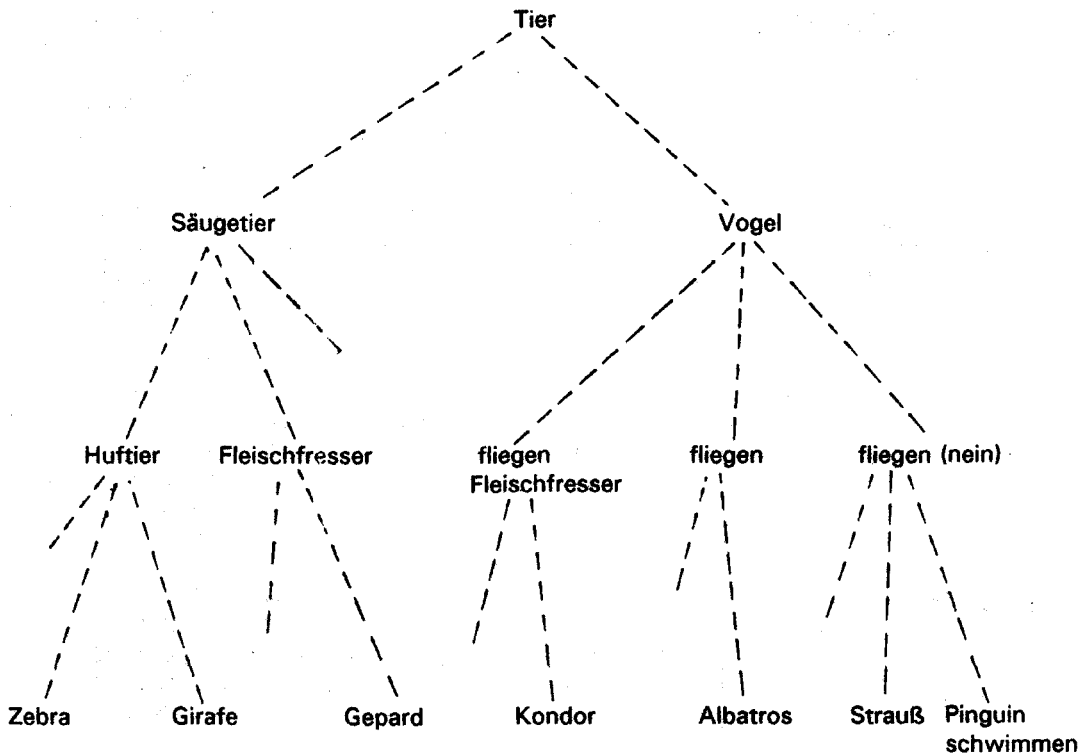 Tier
Säugetier Vogel
Huftier Fleischfresser fliegen fliegen fliegen (nein)
Fleischfresser
Zebra Girafe Gepard Kondor Albatros Strauß Pinguin
schwimmen